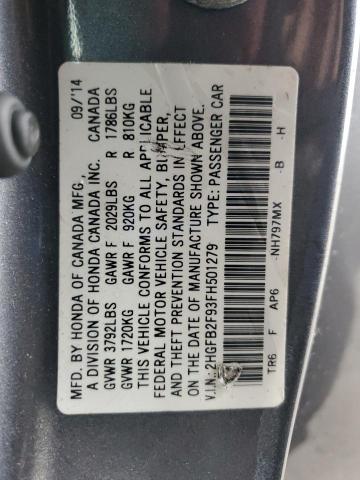 MFD. BY HONDA OF CANADA MFG., 09/'14
A DIVISION OF HONDA CANADA INC. CANADA
GVWR 3792LBS GAWR F 2029LBS R 1786LBS
GVWR 1720KG GAWR F 920KG R 810KG
THIS VEHICLE CONFORMS TO ALL APPLICABLE
FEDERAL MOTOR VEHICLE SAFETY, BUMPER,
AND THEFT PREVENTION STANDARDS IN EFFECT
ON THE DATE OF MANUFACTURE SHOWN ABOVE.
V.I.N.: 2HGFB2F93FH501279 TYPE: PASSENGER CAR
TR6 F AP6 -NH797MX -B -H